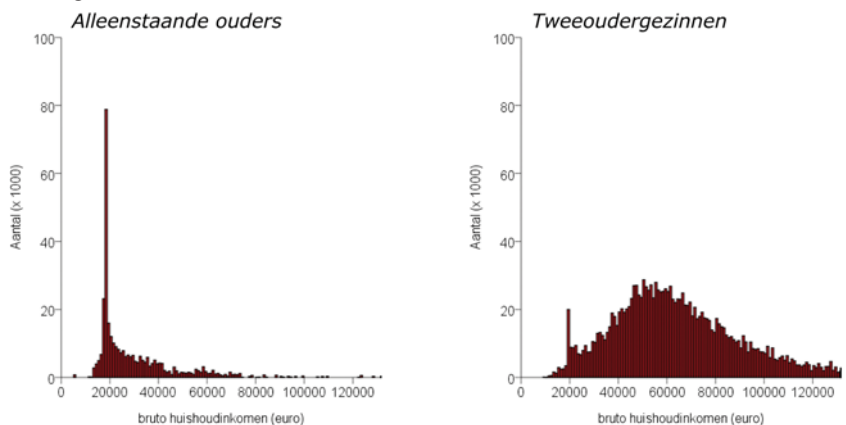 Alleenstaande ouders
Tweeoudergezinnen
100
80
60
40
20
0
Aantal (x 1000)
0 20000 40000 60000 80000 100000 120000
bruto huishoudinkomen (euro)
100
80
60
40
20
0
Aantal (x 1000)
0 20000 40000 60000 80000 100000 120000
bruto huishoudinkomen (euro)